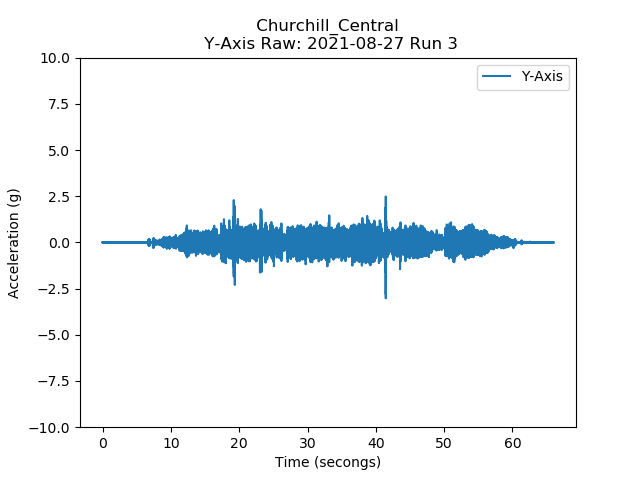 Churchill_Central
Y-Axis Raw: 2021-08-27 Run 3
Y-Axis
Acceleration (g)
10.0
7.5
5.0
2.5
0.0
−2.5
−5.0
−7.5
−10.0
0 10 20 30 40 50 60
Time (secongs)